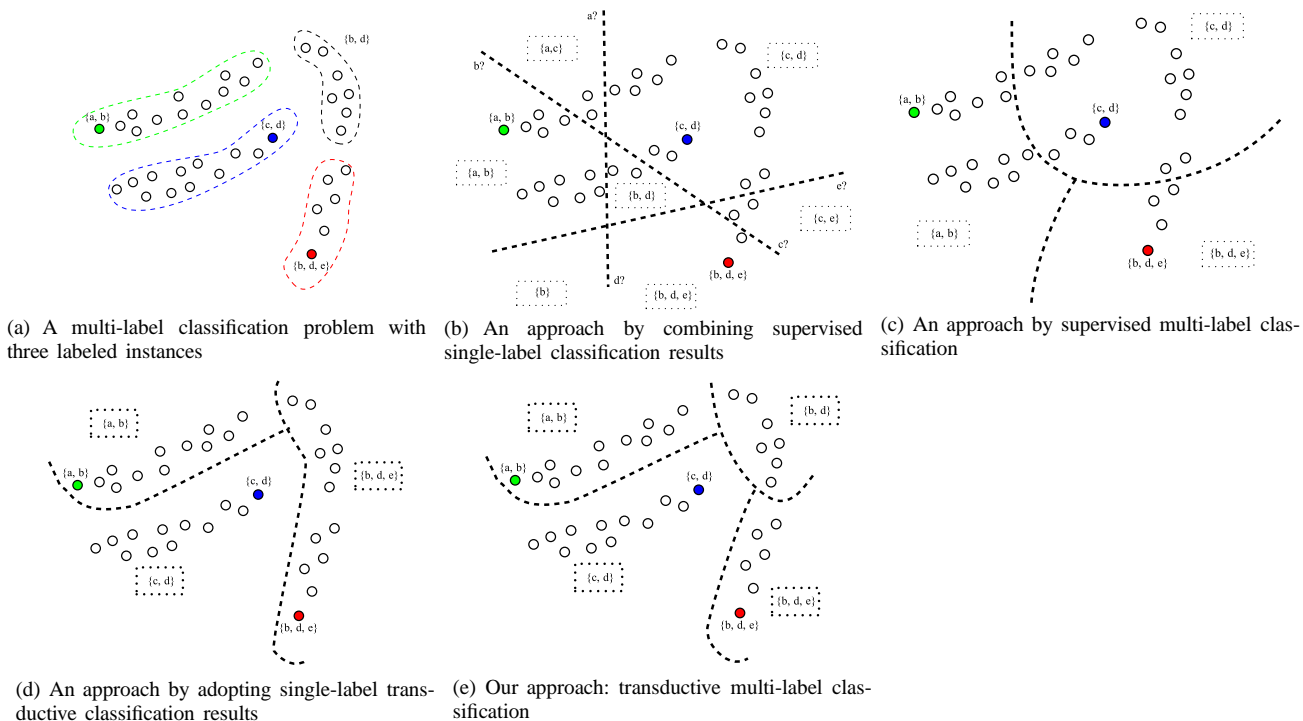 {b, d}
{a, b}
{c, d}
{b, d, e}
(a) A multi-label classification problem with
three labeled instances
a?
{a,c}
{c, d}
b?
{a, b}
{c, d}
{a, b}
{b, d}
e?
{c, e}
c?
{b, d, e}
d?
{b}
{b, d, e}
(b) An approach by combining supervised
single-label classification results
{c, d}
{a, b}
{c, d}
{a, b}
{b, d, e}
{b, d, e}
(c) An approach by supervised multi-label clas-
sification
{a, b}
{a, b}
{c, d}
{b, d, e}
{c, d}
{b, d, e}
(d) An approach by adopting single-label trans-
ductive classification results
{a, b}
{b, d}
{a, b}
{c, d}
{c, d}
{b, d, e}
{b, d, e}
(e) Our approach: transductive multi-label clas-
sification